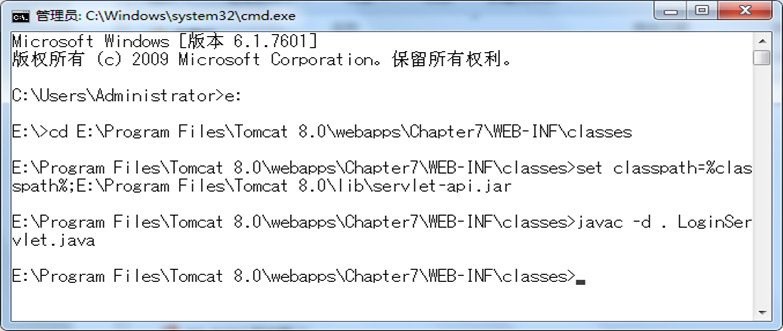 管理员: C:\Windows\system32\cmd.exe
Microsoft Windows [版本 6.1.7601]
版权所有 (c) 2009 Microsoft Corporation。保留所有权利。
C:\Users\Administrator>e:
E:\>cd E:\Program Files\Tomcat 8.0\webapps\Chapter7\WEB-INF\classes
E:\Program Files\Tomcat 8.0\webapps\Chapter7\WEB-INF\classes>set classpath=%clas
spath%;E:\Program Files\Tomcat 8.0\lib\servlet-api.jar
E:\Program Files\Tomcat 8.0\webapps\Chapter7\WEB-INF\classes>javac -d . LoginSer
vlet.java
E:\Program Files\Tomcat 8.0\webapps\Chapter7\WEB-INF\classes>